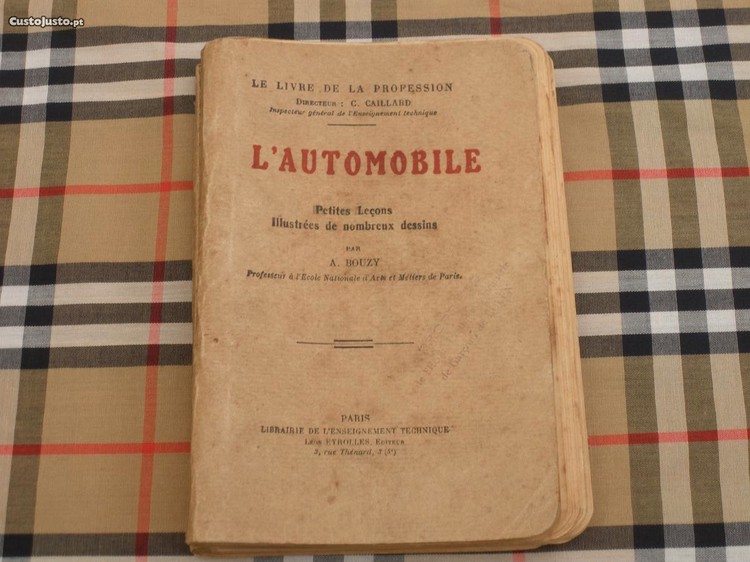 CustoJusto.pt
LE LIVRE DE LA PROFESSION
DIRECTEUR : C. CAILLARD
Inspecteur général de l'Enseignement technique
L'AUTOMOBILE
Petites Leçons
Illustrées de nombreux dessins
PAR
A. BOUZY
Professeur à l'Ecole Nationale d'Arts et Métiers de Paris.
PARIS
LIBRAIRIE DE L'ENSEIGNEMENT TECHNIQUE
LÉON EYROLLES, EDITEUR
3, rue Thénard, 3 (5e)